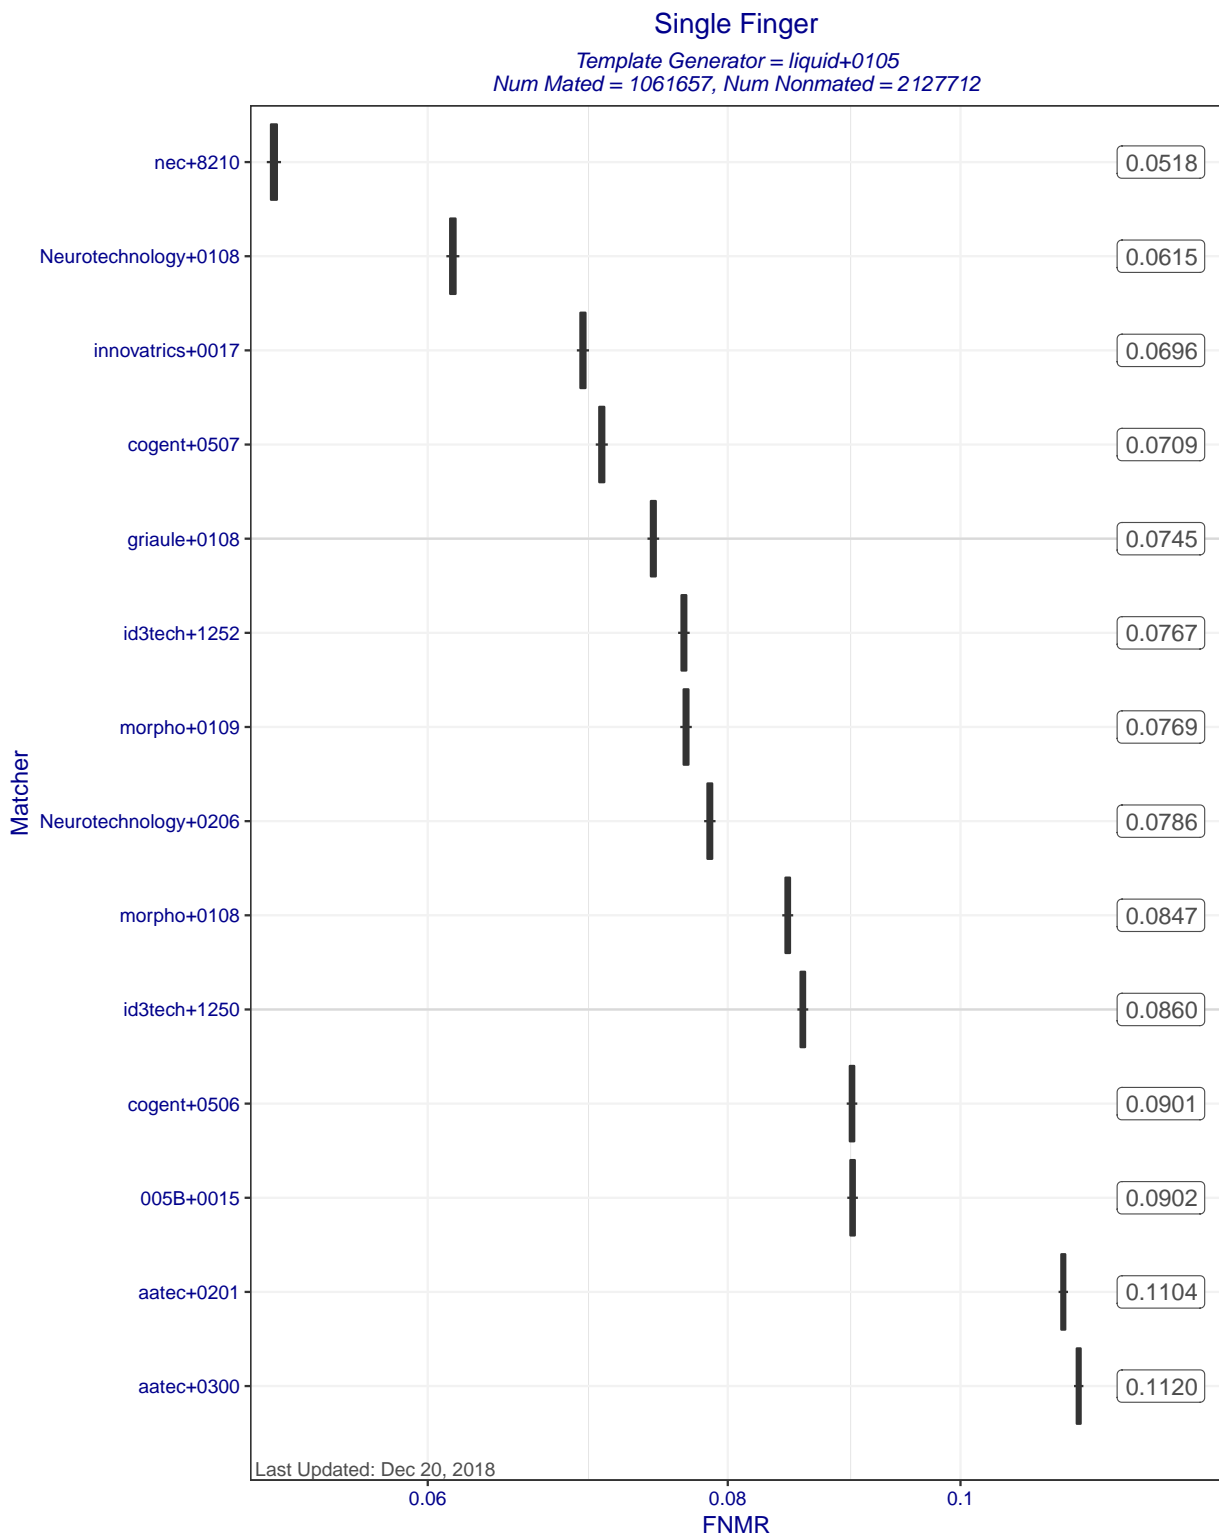 Single Finger
Template Generator = liquid+0105
Num Mated = 1061657, Num Nonmated = 2127712
nec+8210 0.0518
Neurotechnology+0108 0.0615
innovatrics+0017 0.0696
cogent+0507 0.0709
griaule+0108 0.0745
id3tech+1252 0.0767
morpho+0109 0.0769
Neurotechnology+0206 0.0786
morpho+0108 0.0847
id3tech+1250 0.0860
cogent+0506 0.0901
005B+0015 0.0902
aatec+0201 0.1104
aatec+0300 0.1120
Matcher
Last Updated: Dec 20, 2018
0.06 0.08 0.1
FNMR